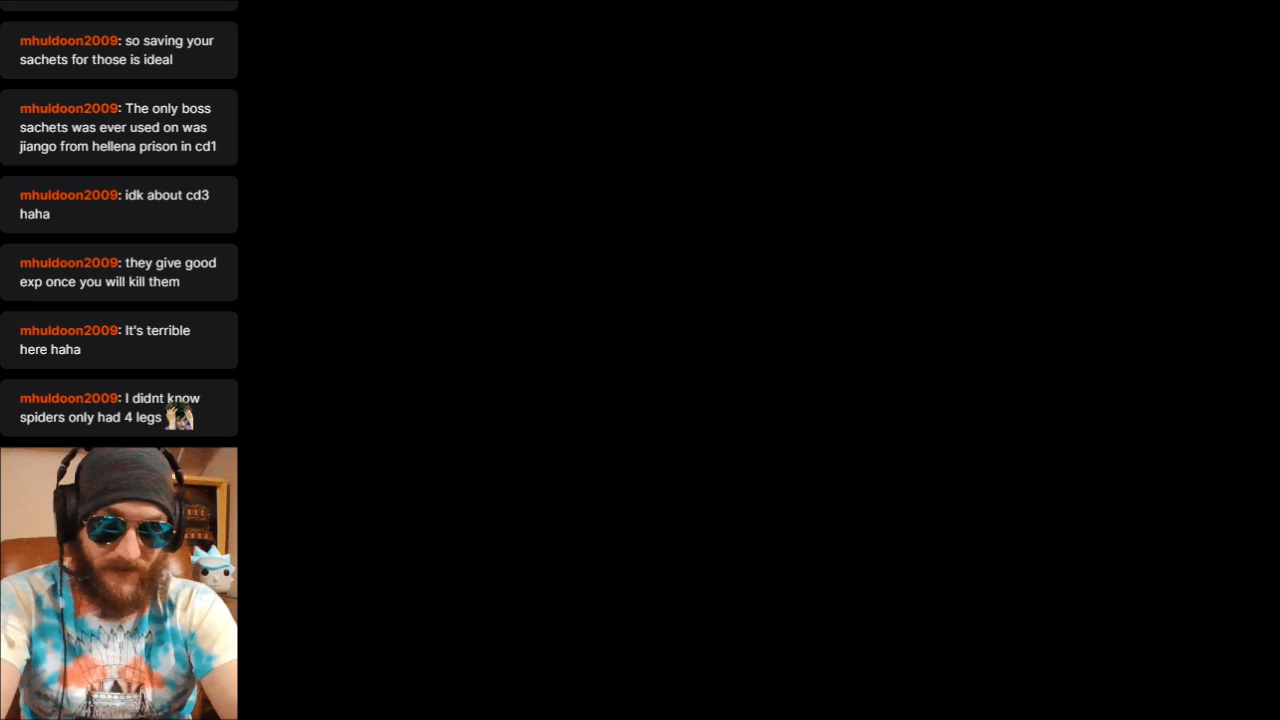 mhuldoon2009: so saving your
sachets for those is ideal
mhuldoon2009: The only boss
sachets was ever used on was
jiango from hellena prison in cd1
mhuldoon2009: idk about cd3
haha
mhuldoon2009: they give good
exp once you will kill them
mhuldoon2009: It's terrible
here haha
mhuldoon2009: I didnt know
spiders only had 4 legs